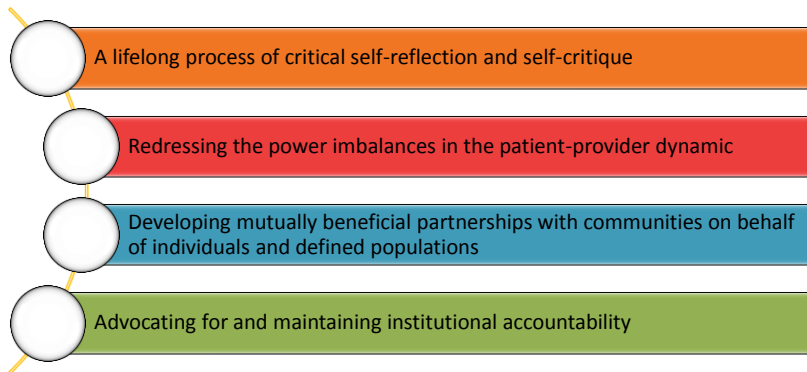 A lifelong process of critical self-reflection and self-critique
Redressing the power imbalances in the patient-provider dynamic
Developing mutually beneficial partnerships with communities on behalf
of individuals and defined populations
Advocating for and maintaining institutional accountability